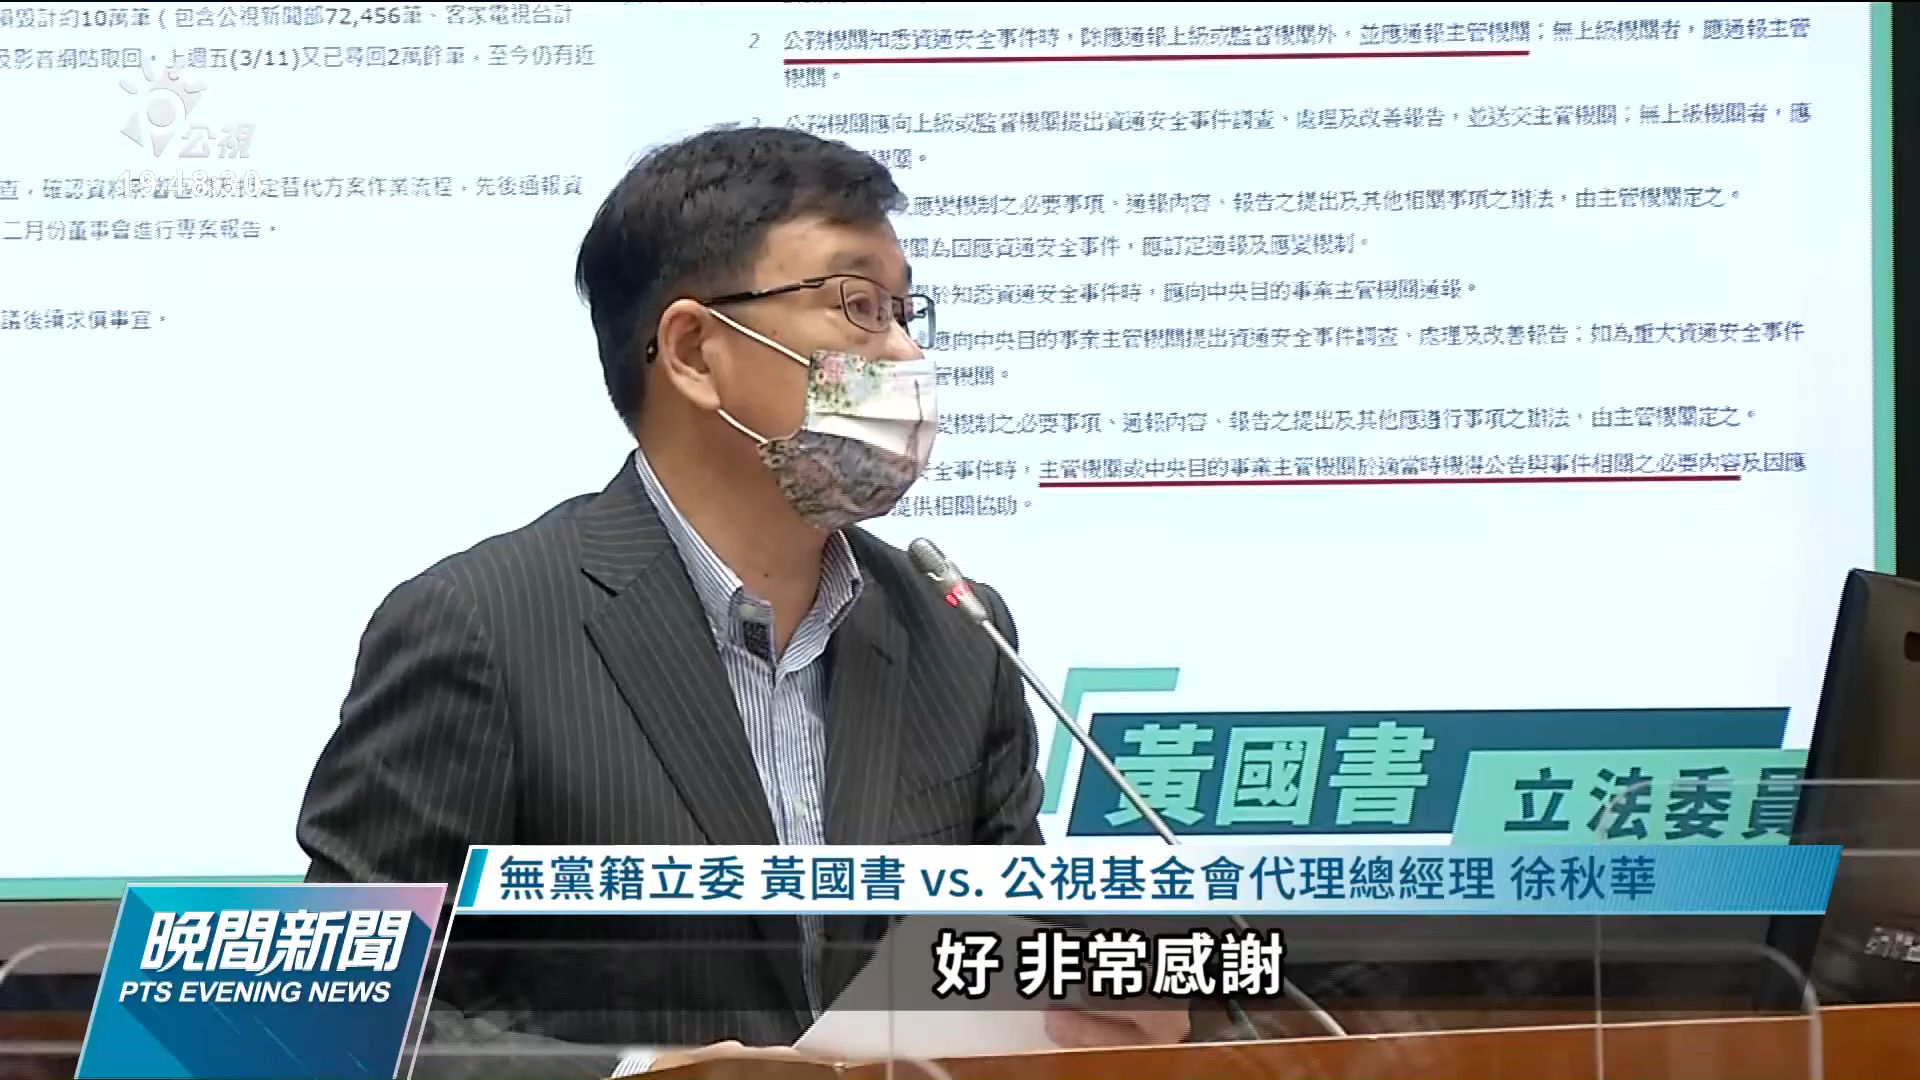 損毀計約10萬筆（包含公視新聞部72,456筆、客家電視台計
及影音網站取回，上週五(3/11)又已尋回2萬餘筆，至今仍有近
公視
19:48:30
查，確認資料
定替代方案作業流程，先後通報資
二月份董事會進行專案報告。
議後續求償事宜。
2 公務機關知悉資通安全事件時，除應通報上級或監督機關外，並應通報主管機關；無上級機關者，應通報主管
機關。
3 公務機關應向上級或監督機關提出資通安全事件調查、處理及改善報告，並送交主管機關；無上級機關者，應
機關。
應變機制之必要事項、通報內容、報告之提出及其他相關事項之辦法，由主管機關定之。
關為因應資通安全事件，應訂定通報及應變機制。
於知悉資通安全事件時，應向中央目的事業主管機關通報。
應向中央目的事業主管機關提出資通安全事件調查、處理及改善報告；如為重大資通安全事件
管機關。
變機制之必要事項、通報內容、報告之提出及其他應遵行事項之辦法，由主管機關定之。
安全事件時，主管機關或中央目的事業主管機關於適當時機得公告與事件相關之必要內容及因應
提供相關協助。
黃國書
立法委員
無黨籍立委 黃國書 vs. 公視基金會代理總經理 徐秋華
晚間新聞
PTS EVENING NEWS
好 非常感謝